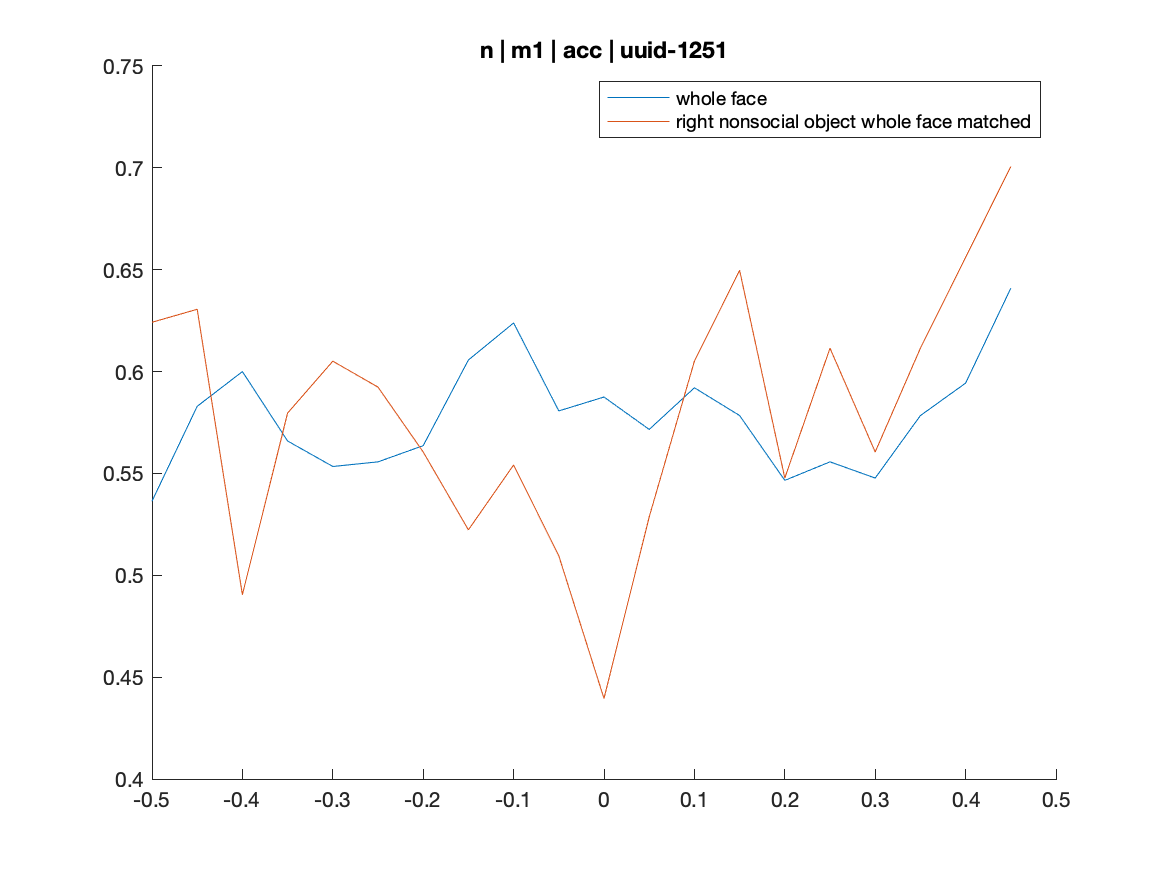 n | m1 | acc | uuid-1251
whole face
right nonsocial object whole face matched
0.75
0.7
0.65
0.6
0.55
0.5
0.45
0.4
-0.5 -0.4 -0.3 -0.2 -0.1 0 0.1 0.2 0.3 0.4 0.5